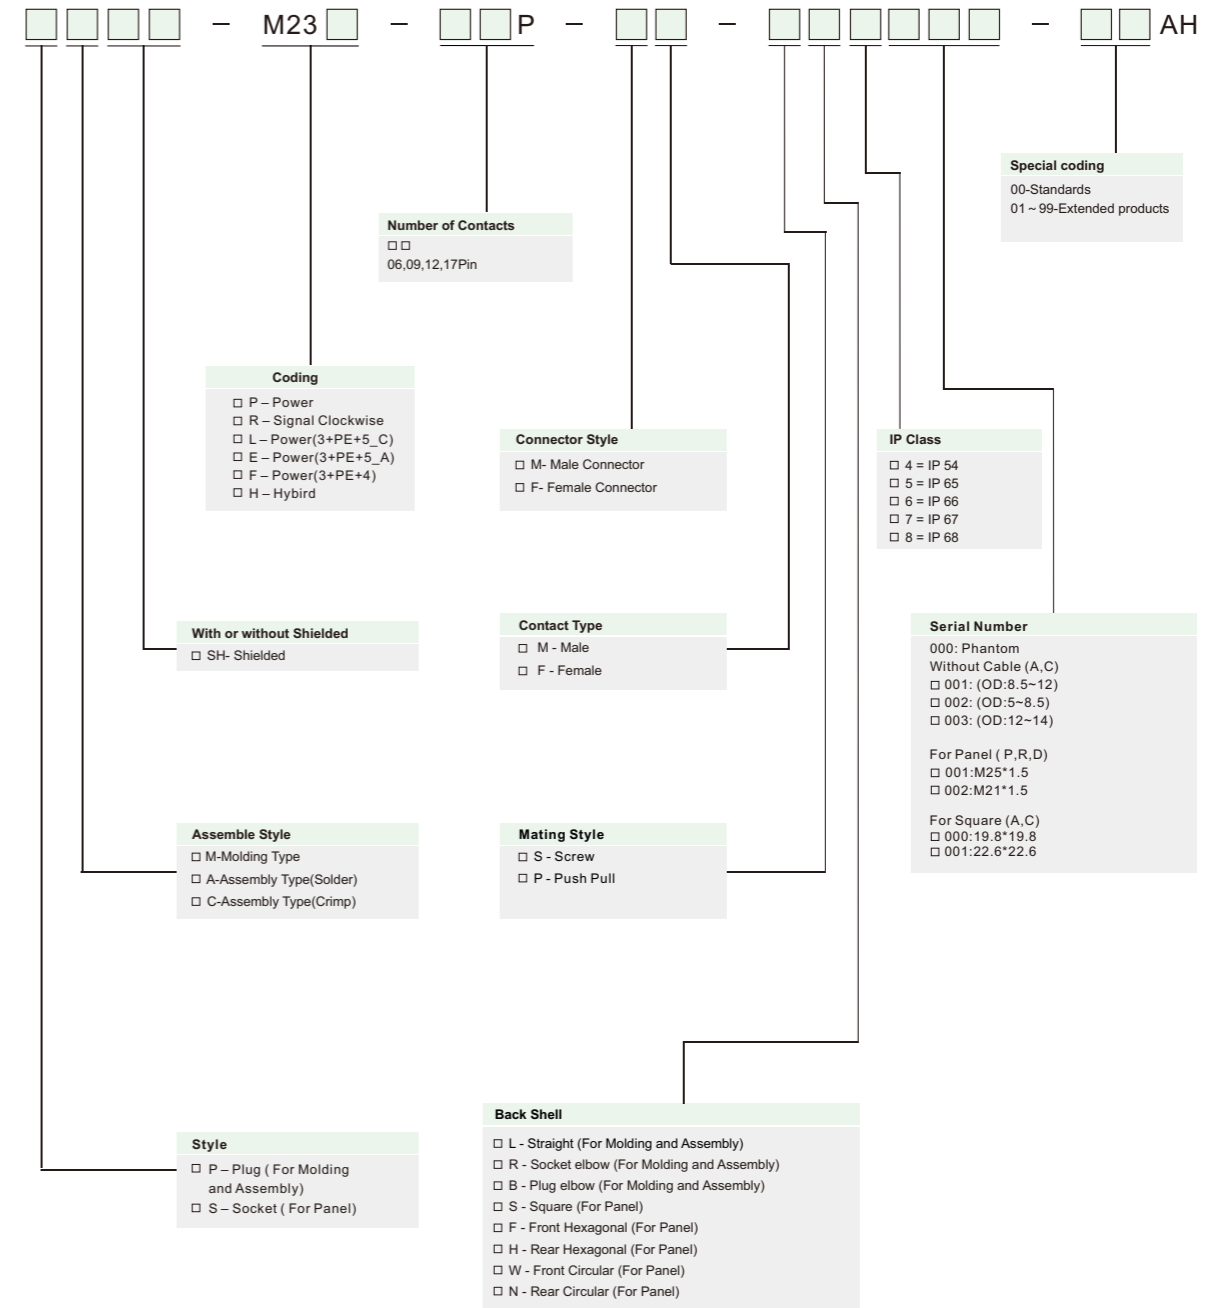 □ □ □ □ – M23 □ – □ □ P – □ □ – □ □ □ □ □ □ – □ □ AH
Special coding
00-Standards
01～99-Extended products
Number of Contacts
□ □
06,09,12,17Pin
Coding
□ P – Power
□ R – Signal Clockwise
□ L – Power(3+PE+5_C)
□ E – Power(3+PE+5_A)
□ F – Power(3+PE+4)
□ H – Hybird
Connector Style
□ M- Male Connector
□ F- Female Connector
IP Class
□ 4 = IP 54
□ 5 = IP 65
□ 6 = IP 66
□ 7 = IP 67
□ 8 = IP 68
With or without Shielded
□ SH- Shielded
Contact Type
□ M - Male
□ F - Female
Serial Number
000: Phantom
Without Cable (A,C)
□ 001: (OD:8.5~12)
□ 002: (OD:5~8.5)
□ 003: (OD:12~14)
For Panel ( P,R,D)
□ 001:M25*1.5
□ 002:M21*1.5
For Square (A,C)
□ 000:19.8*19.8
□ 001:22.6*22.6
Assemble Style
□ M-Molding Type
□ A-Assembly Type(Solder)
□ C-Assembly Type(Crimp)
Mating Style
□ S - Screw
□ P - Push Pull
Style
□ P – Plug ( For Molding
and Assembly)
□ S – Socket ( For Panel)
Back Shell
□ L - Straight (For Molding and Assembly)
□ R - Socket elbow (For Molding and Assembly)
□ B - Plug elbow (For Molding and Assembly)
□ S - Square (For Panel)
□ F - Front Hexagonal (For Panel)
□ H - Rear Hexagonal (For Panel)
□ W - Front Circular (For Panel)
□ N - Rear Circular (For Panel)